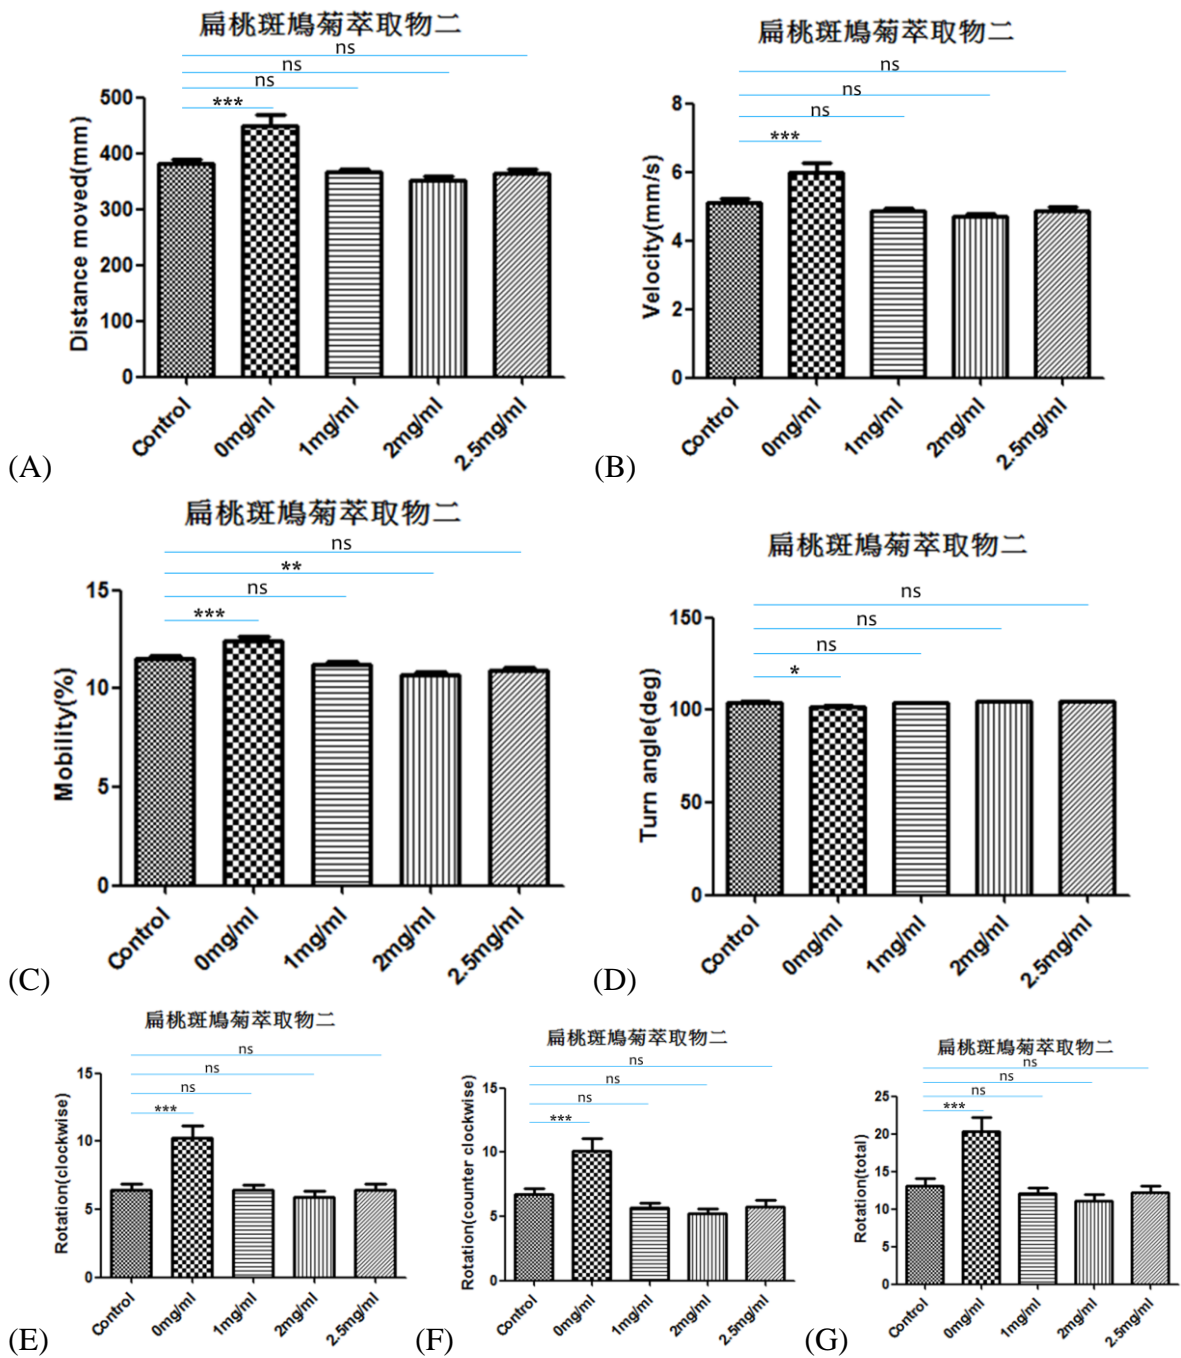 扁桃斑鳩菊萃取物二
ns
ns
ns
***
Distance moved(mm)
500
400
300
200
100
0
Control
0mg/ml
1mg/ml
2mg/ml
2.5mg/ml
(A)
扁桃斑鳩菊萃取物二
ns
ns
ns
***
Velocity(mm/s)
8
6
4
2
0
Control
0mg/ml
1mg/ml
2mg/ml
2.5mg/ml
(B)
扁桃斑鳩菊萃取物二
ns
**
ns
***
Mobility(%)
15
10
5
0
Control
0mg/ml
1mg/ml
2mg/ml
2.5mg/ml
(C)
扁桃斑鳩菊萃取物二
ns
ns
ns
*
Turn angle(deg)
150
100
50
0
Control
0mg/ml
1mg/ml
2mg/ml
2.5mg/ml
(D)
扁桃斑鳩菊萃取物二
ns
ns
ns
***
Rotation(clockwise)
15
10
5
0
Control
0mg/ml
1mg/ml
2mg/ml
2.5mg/ml
(E)
扁桃斑鳩菊萃取物二
ns
ns
ns
***
Rotation(counter clockwise)
15
10
5
0
Control
0mg/ml
1mg/ml
2mg/ml
2.5mg/ml
(F)
扁桃斑鳩菊萃取物二
ns
ns
ns
***
Rotation(total)
25
20
15
10
5
0
Control
0mg/ml
1mg/ml
2mg/ml
2.5mg/ml
(G)